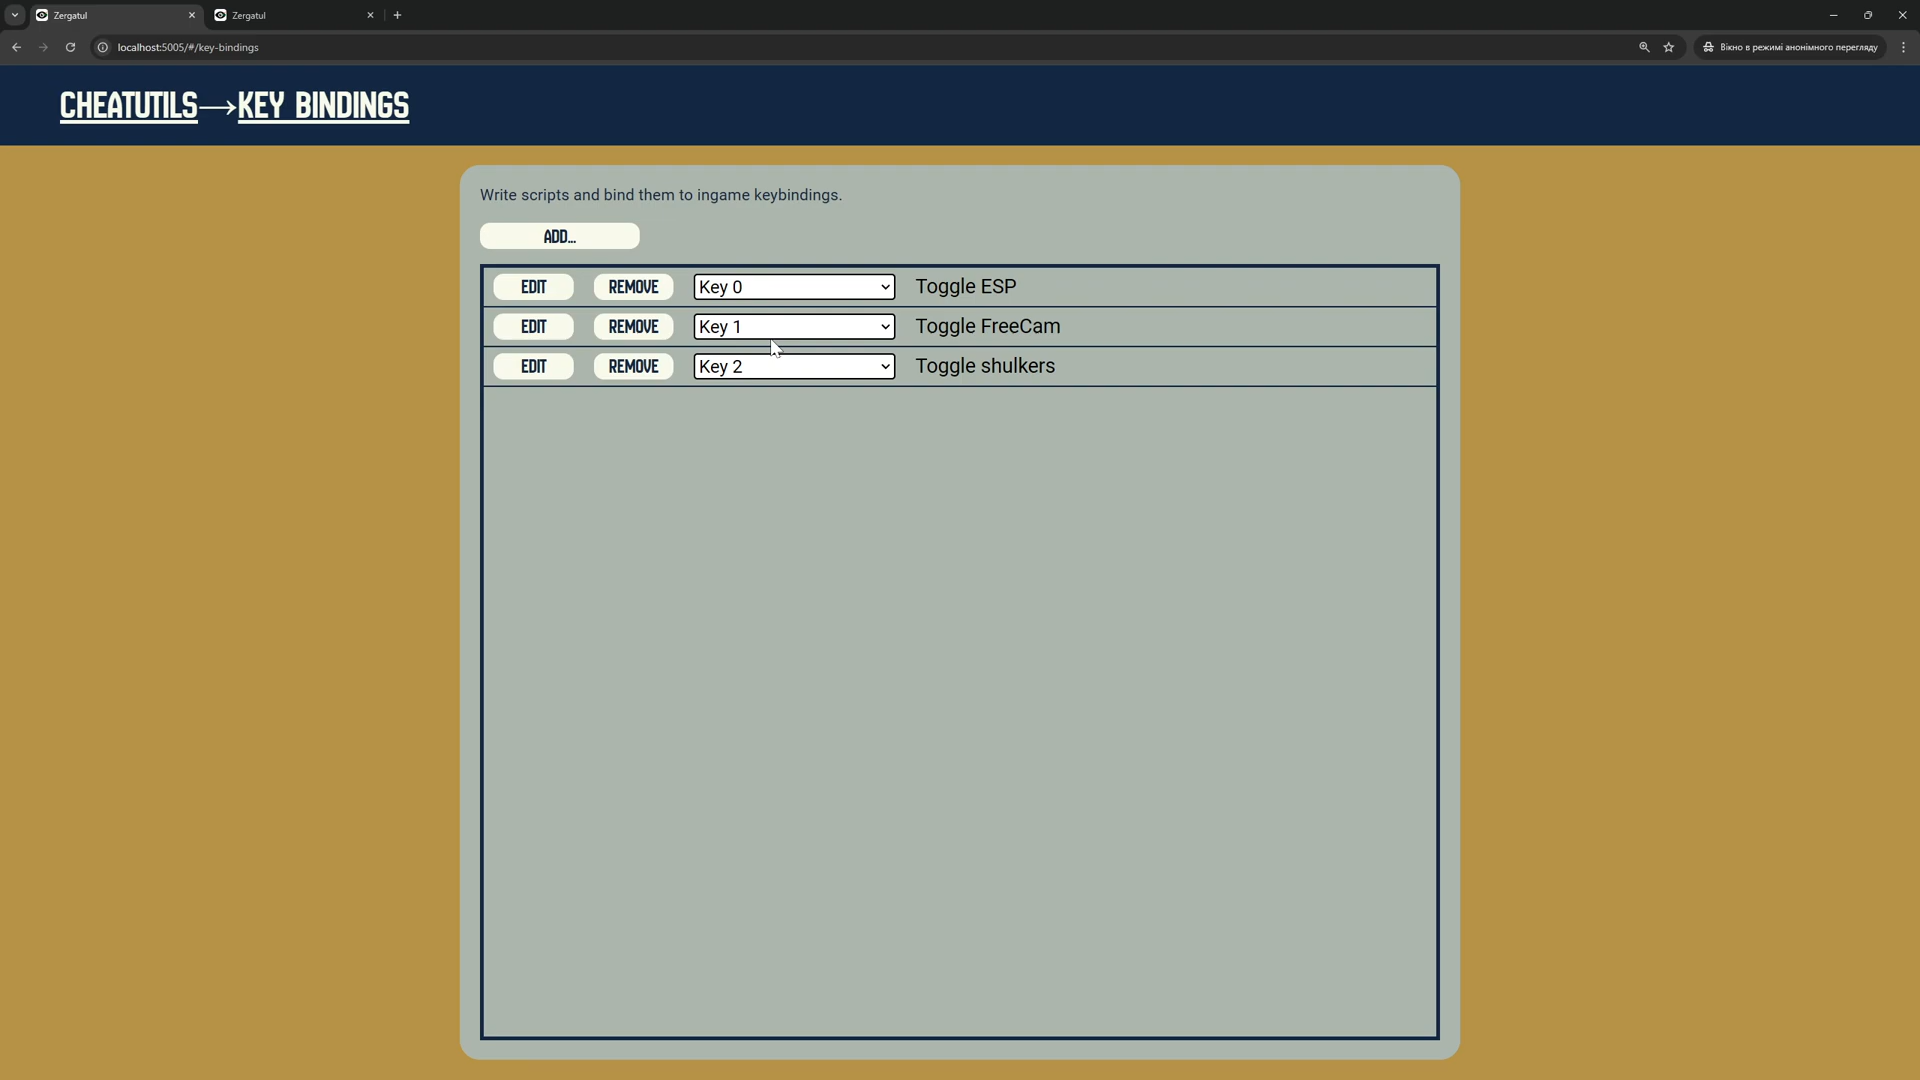 Zergatul
Zergatul
localhost:5005/#/key-bindings
Вікно в режимі анонімного перегляду
CHEATUTILS→KEY BINDINGS
Write scripts and bind them to ingame keybindings.
ADD...
EDIT REMOVE Key 0 Toggle ESP
EDIT REMOVE Key 1 Toggle FreeCam
EDIT REMOVE Key 2 Toggle shulkers